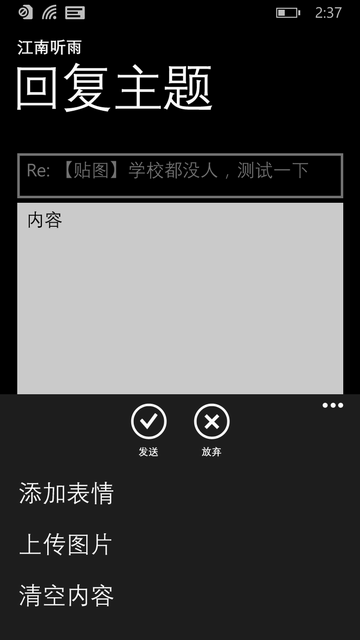 2:37
江南听雨
回复主题
Re: 【贴图】学校都没人，测试一下
内容
发送
放弃
添加表情
上传图片
清空内容